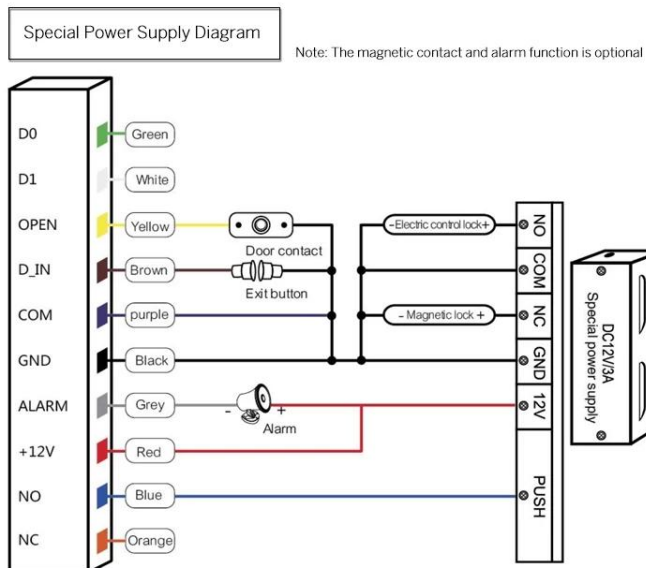 Special Power Supply Diagram
Note: The magnetic contact and alarm function is optional
D0 Green
D1 White
OPEN Yellow
Door contact
D_IN Brown
Exit button
COM purple
GND Black
ALARM Grey - +
Alarm
+12V Red
NO Blue
NC Orange
-Electric control lock+ NO
COM
- Magnetic lock + NC
GND
12V
PUSH
DC12V/3A
Special power supply